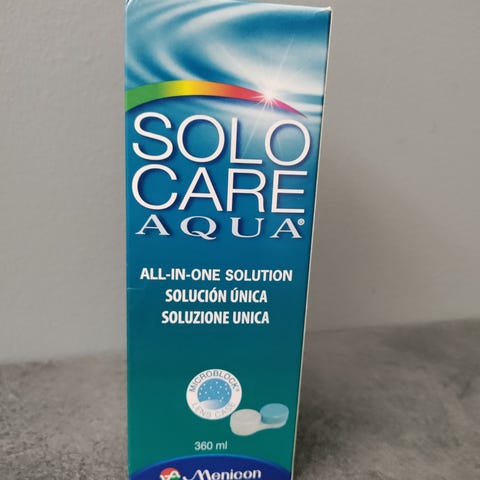 SOLO
CARE
AQUA®
ALL-IN-ONE SOLUTION
SOLUCIÓN ÚNICA
SOLUZIONE UNICA
MICROBLOCK®
LENS CASE
360 ml
Menicon